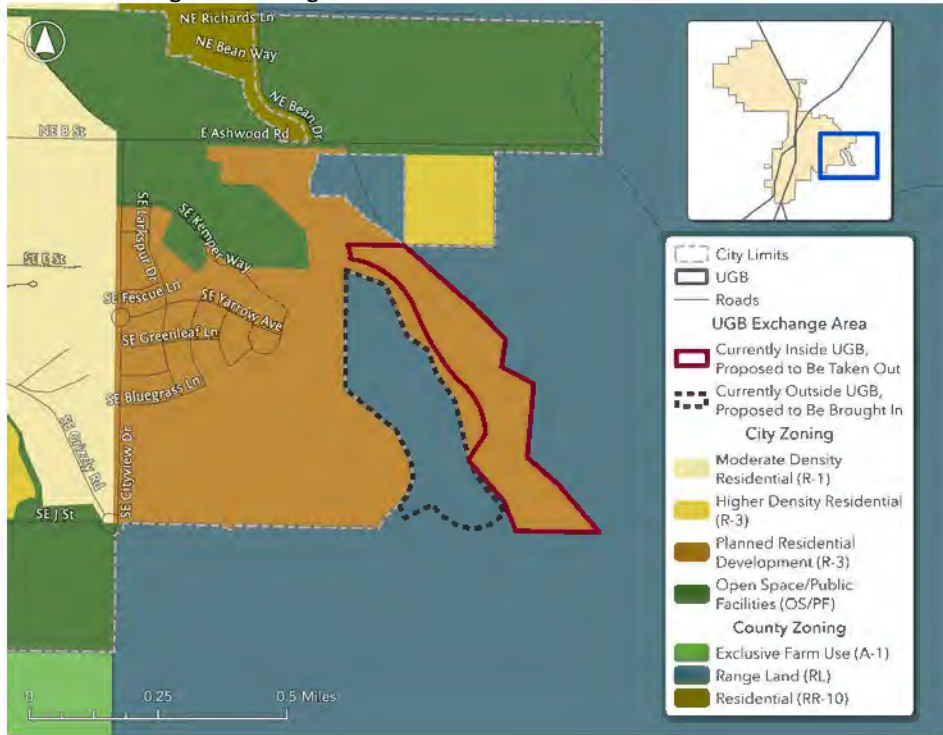 NE Richards Ln
NE Bean Way
NE Bean Dr
NE B St
E Ashwood Rd
SE Larkspur Dr
SE Kemper Way
SE E St
SE Fescue Ln
SE Yarrow Ave
SE Greenleaf Ln
SE Bluegrass Ln
SE Grizzly Rd
SE Cityview Dr
SE J St
0 0.25 0.5 Miles
City Limits
UGB
Roads
UGB Exchange Area
Currently Inside UGB,
Proposed to Be Taken Out
Currently Outside UGB,
Proposed to Be Brought In
City Zoning
Moderate Density
Residential (R-1)
Higher Density Residential
(R-3)
Planned Residential
Development (R-3)
Open Space/Public
Facilities (OS/PF)
County Zoning
Exclusive Farm Use (A-1)
Range Land (RL)
Residential (RR-10)